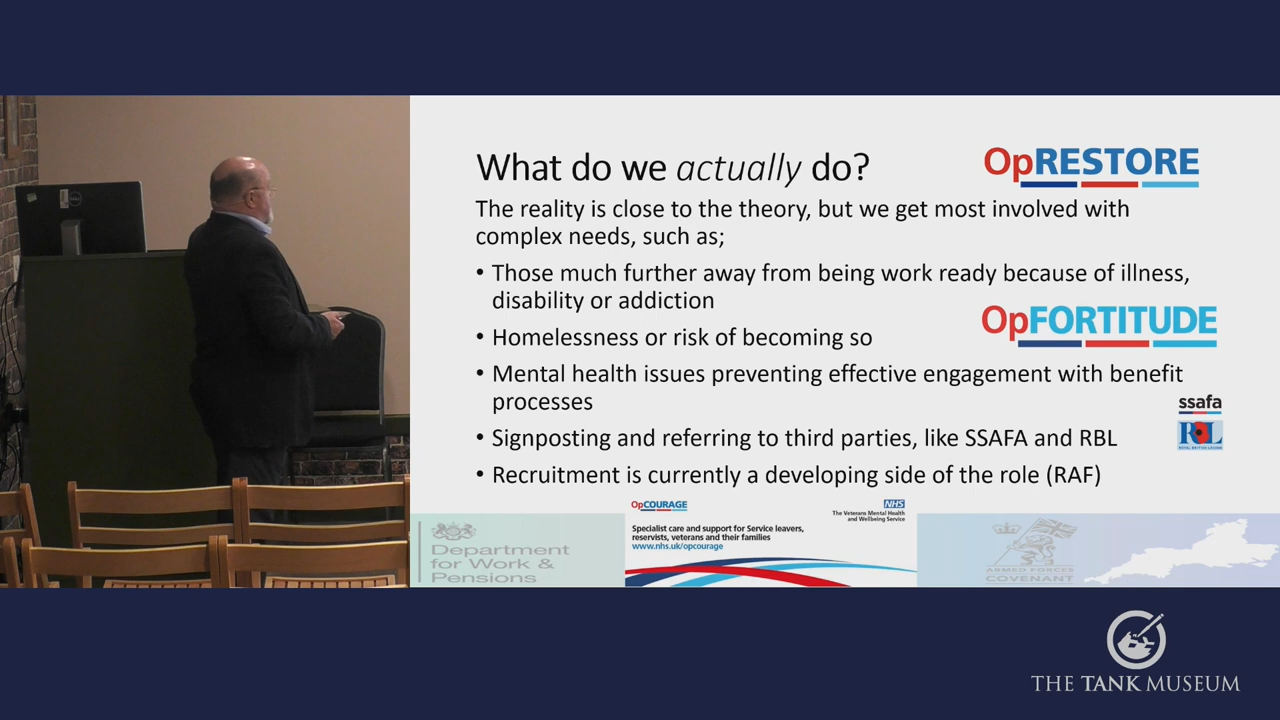 What do we actually do?
OpRESTORE
The reality is close to the theory, but we get most involved with
complex needs, such as;
• Those much further away from being work ready because of illness,
disability or addiction
OpFORTITUDE
• Homelessness or risk of becoming so
• Mental health issues preventing effective engagement with benefit
processes
ssafa
• Signposting and referring to third parties, like SSAFA and RBL
RBL
ROYAL BRITISH LEGION
• Recruitment is currently a developing side of the role (RAF)
OpCOURAGE
NHS
The Veterans Mental Health
and Wellbeing Service
Specialist care and support for Service leavers,
reservists, veterans and their families
www.nhs.uk/opcourage
Department
for Work &
Pensions
ARMED FORCES
COVENANT
THE TANK MUSEUM